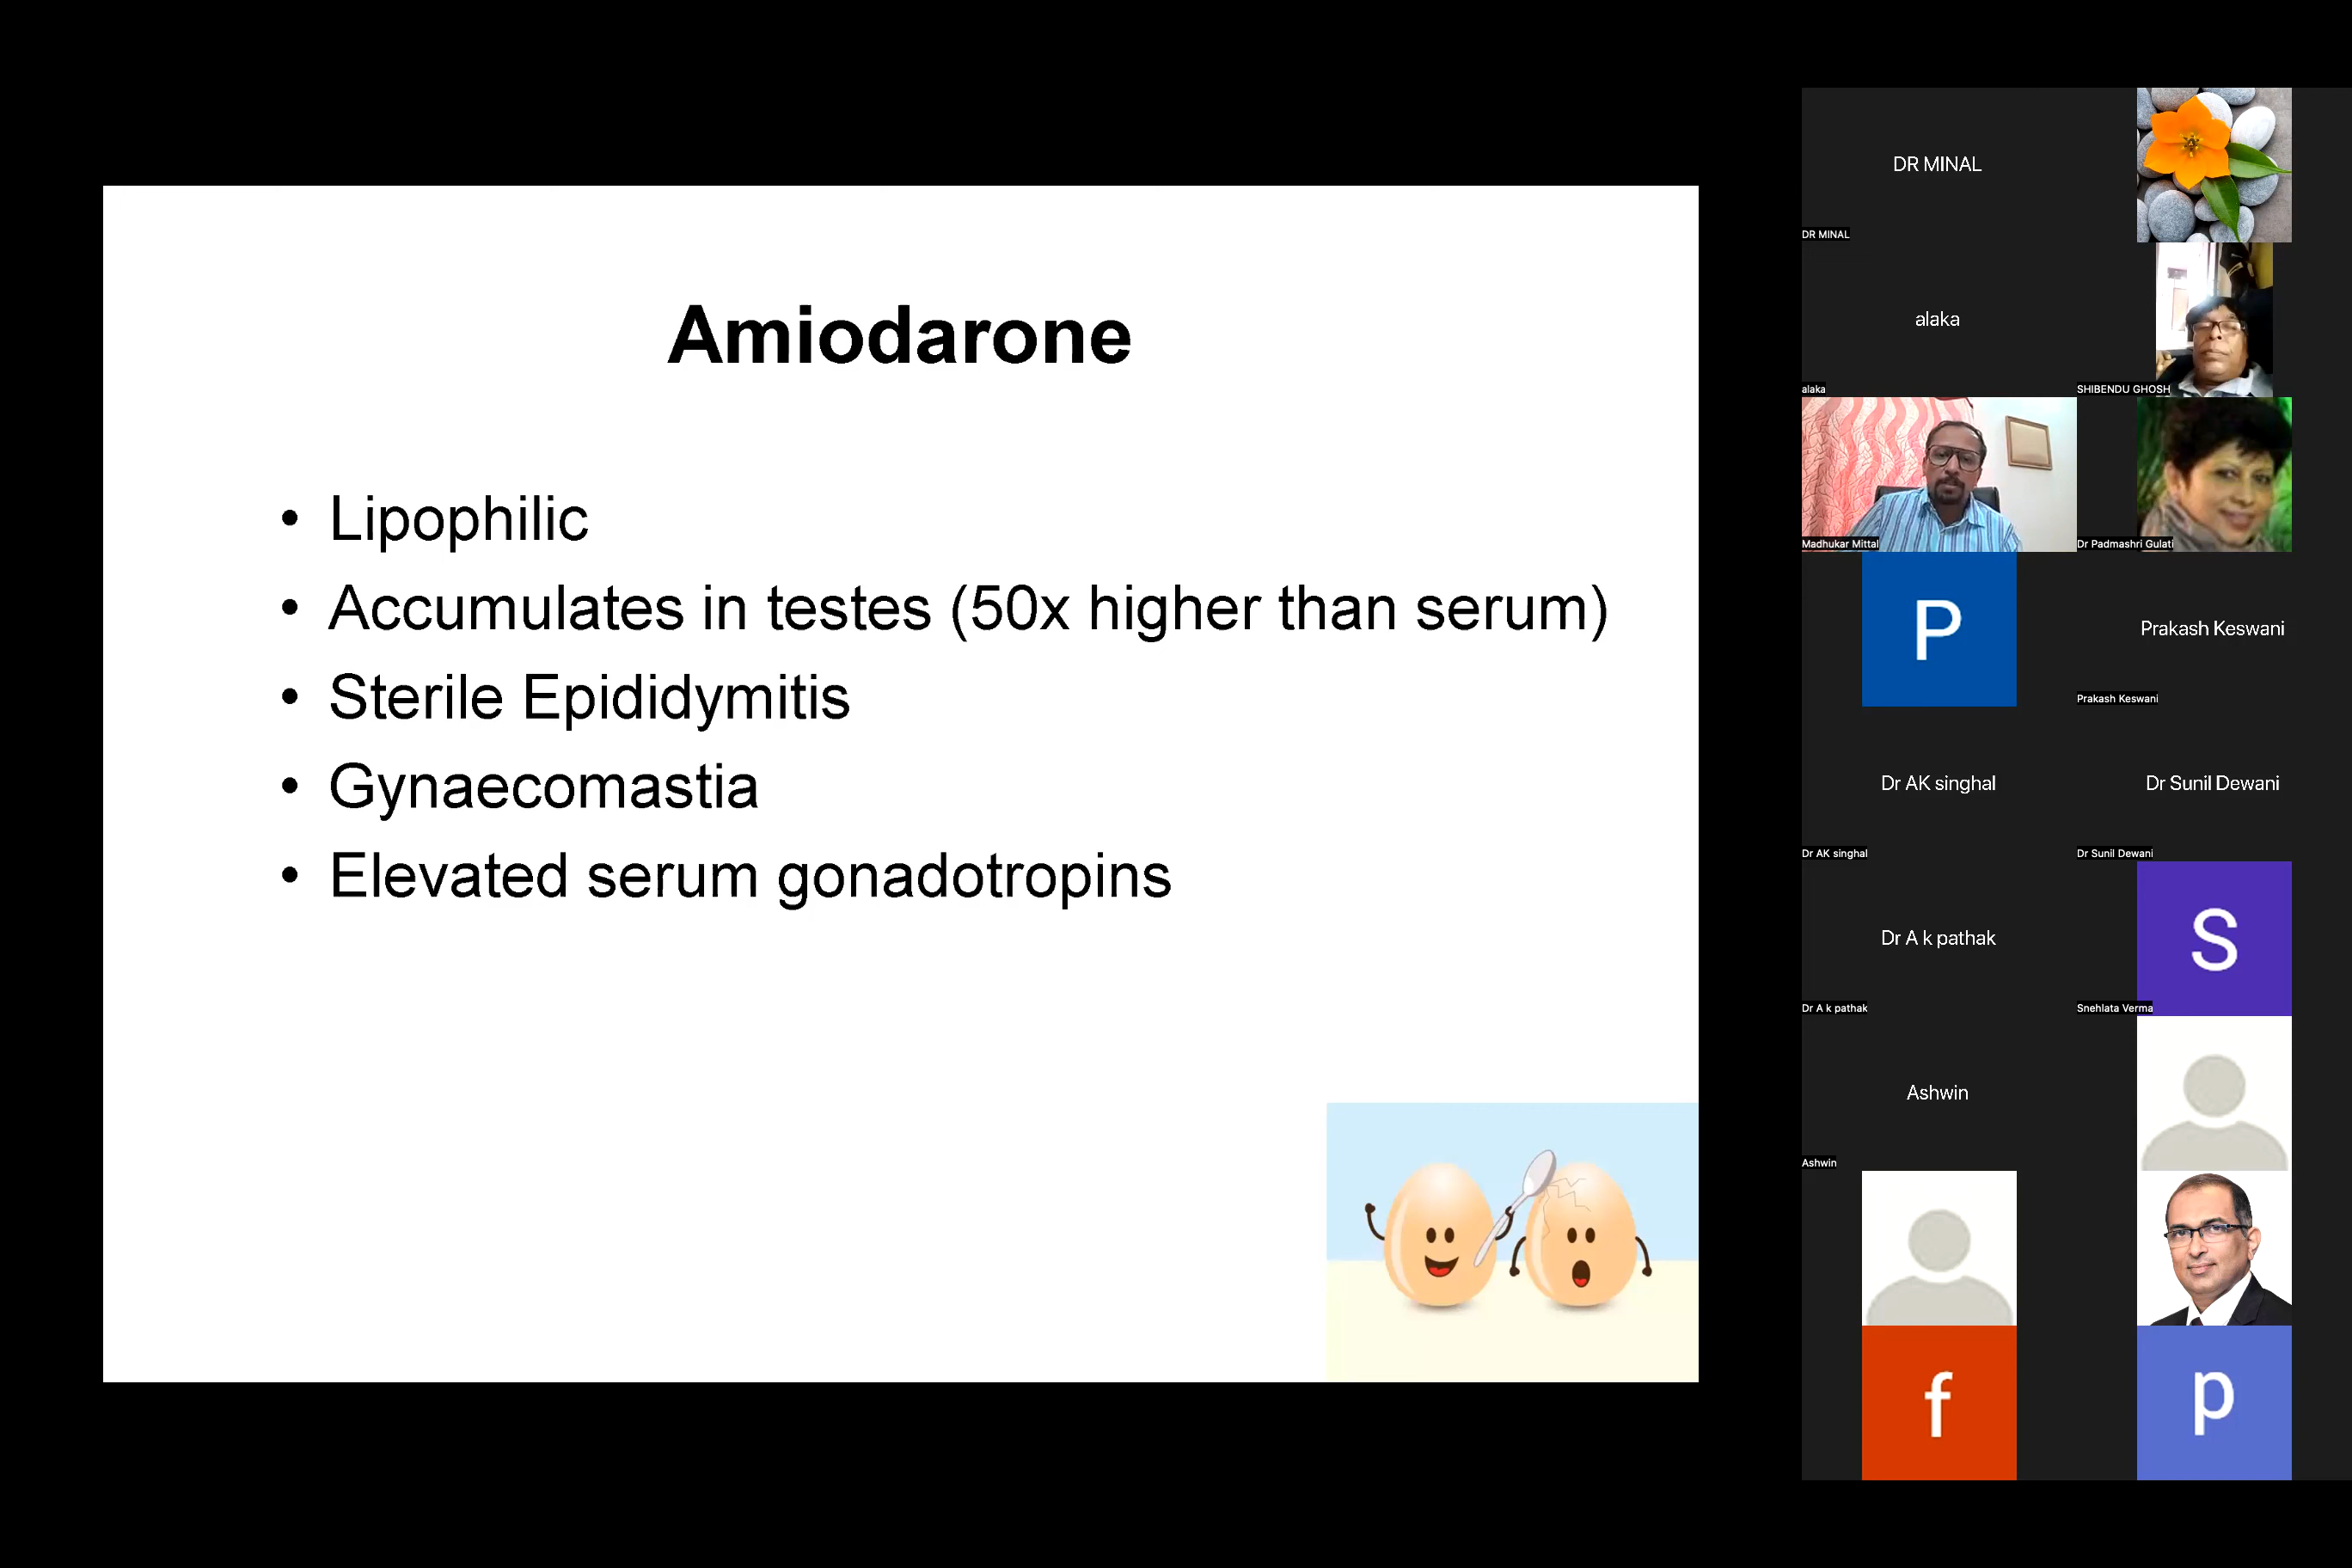 Amiodarone
• Lipophilic
• Accumulates in testes (50x higher than serum)
• Sterile Epididymitis
• Gynaecomastia
• Elevated serum gonadotropins
DR MINAL
DR MINAL
alaka
alaka
SHIBENDU GHOSH
Madhukar Mittal
Dr Padmashri Gulati
P
Prakash Keswani
Prakash Keswani
Dr AK singhal
Dr AK singhal
Dr Sunil Dewani
Dr Sunil Dewani
Dr A k pathak
Dr A k pathak
S
Snehlata Verma
Ashwin
Ashwin
f
p